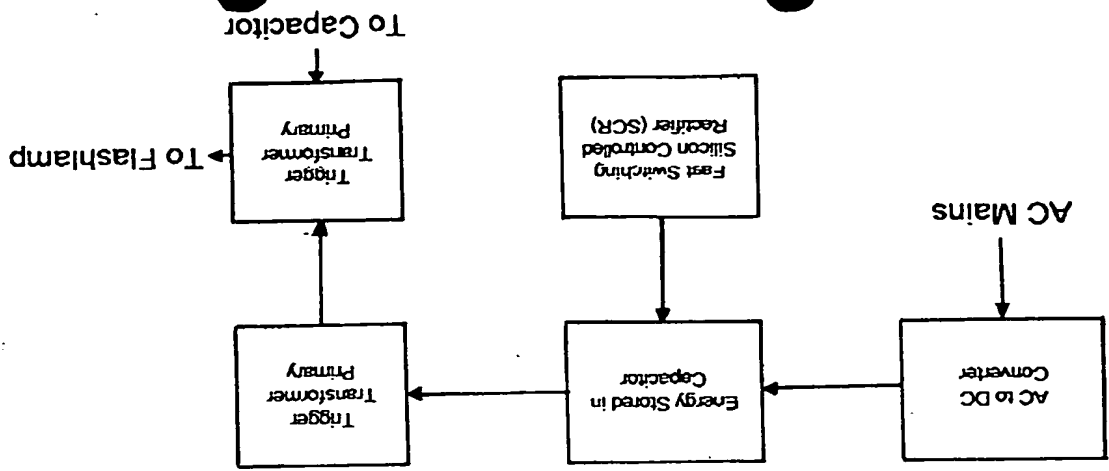 AC to DC
Converter
Energy Stored in
Capacitor
Trigger
Transformer
Primary
AC Mains
Fast Switching
Silicon Controlled
Rectifier (SCR)
Trigger
Transformer
Primary
To Flashlamp
To Capacitor